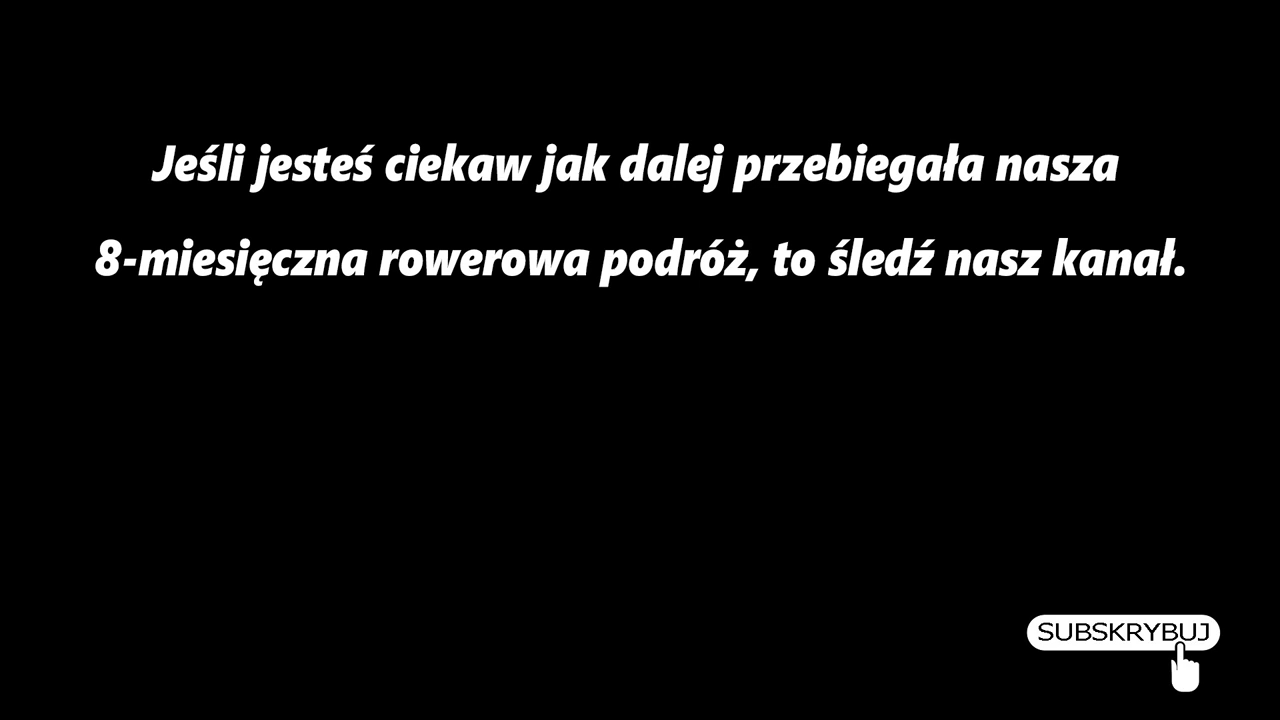 Jeśli jesteś ciekaw jak dalej przebiegała nasza
8-miesięczna rowerowa podróż, to śledź nasz kanał.
SUBSKRYBUJ